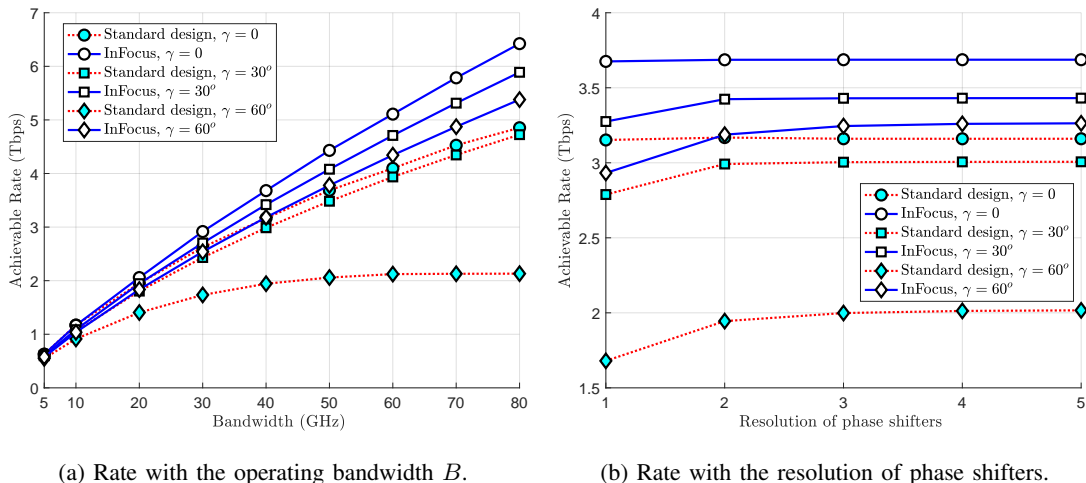 7
6
5
4
3
2
1
0
Achievable Rate (Tbps)
Standard design, γ = 0
InFocus, γ = 0
Standard design, γ = 30°
InFocus, γ = 30°
Standard design, γ = 60°
InFocus, γ = 60°
5 10 20 30 40 50 60 70 80
Bandwidth (GHz)
(a) Rate with the operating bandwidth B.
4
3.5
3
2.5
2
1.5
Achievable Rate (Tbps)
Standard design, γ = 0
InFocus, γ = 0
Standard design, γ = 30°
InFocus, γ = 30°
Standard design, γ = 60°
InFocus, γ = 60°
1 2 3 4 5
Resolution of phase shifters
(b) Rate with the resolution of phase shifters.